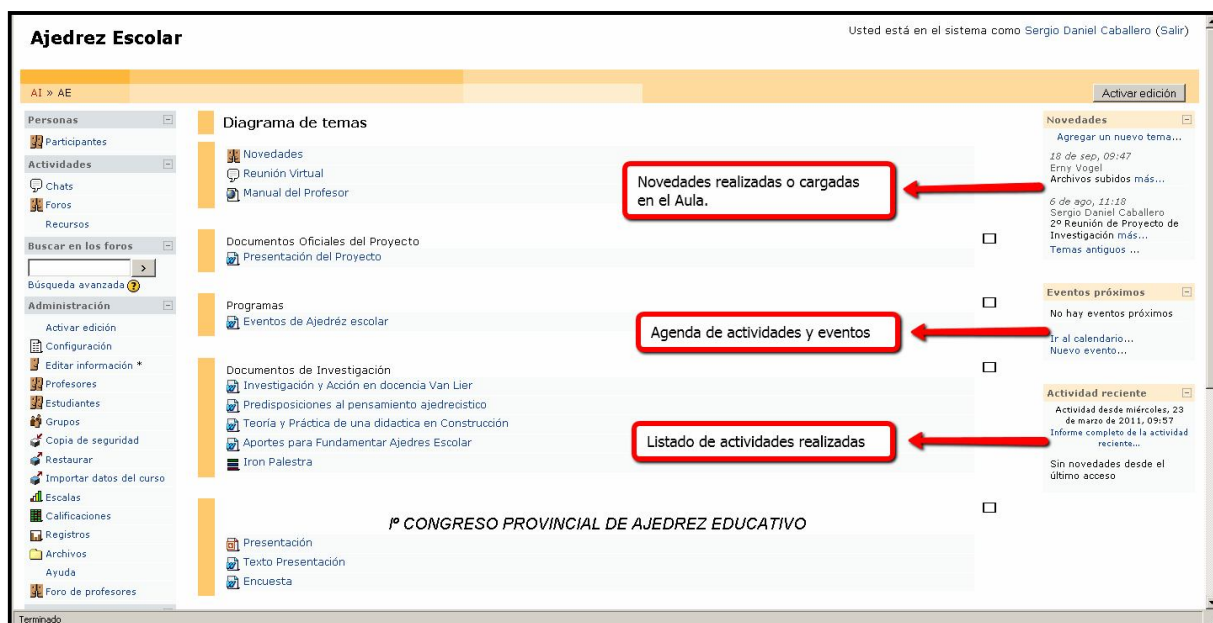 Ajedrez Escolar
Usted está en el sistema como Sergio Daniel Caballero (Salir)
AI » AE
Activar edición
Personas
Participantes
Actividades
Chats
Foros
Recursos
Buscar en los foros
>
Búsqueda avanzada ?
Administración
Activar edición
Configuración
Editar información *
Profesores
Estudiantes
Grupos
Copia de seguridad
Restaurar
Importar datos del curso
Escalas
Calificaciones
Registros
Archivos
Ayuda
Foro de profesores
Diagrama de temas
Novedades
Reunión Virtual
Manual del Profesor
Documentos Oficiales del Proyecto
Presentación del Proyecto
Programas
Eventos de Ajedréz escolar
Documentos de Investigación
Investigación y Acción en docencia Van Lier
Predisposiciones al pensamiento ajedrecistico
Teoría y Práctica de una didactica en Construcción
Aportes para Fundamentar Ajedres Escolar
Iron Palestra
Iº CONGRESO PROVINCIAL DE AJEDREZ EDUCATIVO
Presentación
Texto Presentación
Encuesta
Novedades realizadas o cargadas
en el Aula.
Agenda de actividades y eventos
Listado de actividades realizadas
Novedades
Agregar un nuevo tema...
18 de sep, 09:47
Erny Vogel
Archivos subidos más...
6 de ago, 11:18
Sergio Daniel Caballero
2º Reunión de Proyecto de
Investigación más...
Temas antiguos ...
Eventos próximos
No hay eventos próximos
Ir al calendario...
Nuevo evento...
Actividad reciente
Actividad desde miércoles, 23
de marzo de 2011, 09:57
Informe completo de la actividad
reciente...
Sin novedades desde el
último acceso
Terminado